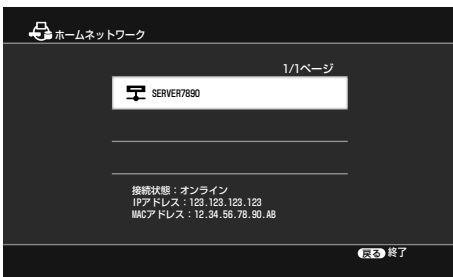 ホームネットワーク
1/1ページ
SERVER7890
接続状態：オンライン
IPアドレス：123.123.123.123
MACアドレス：12.34.56.78.90.AB
戻る 終了